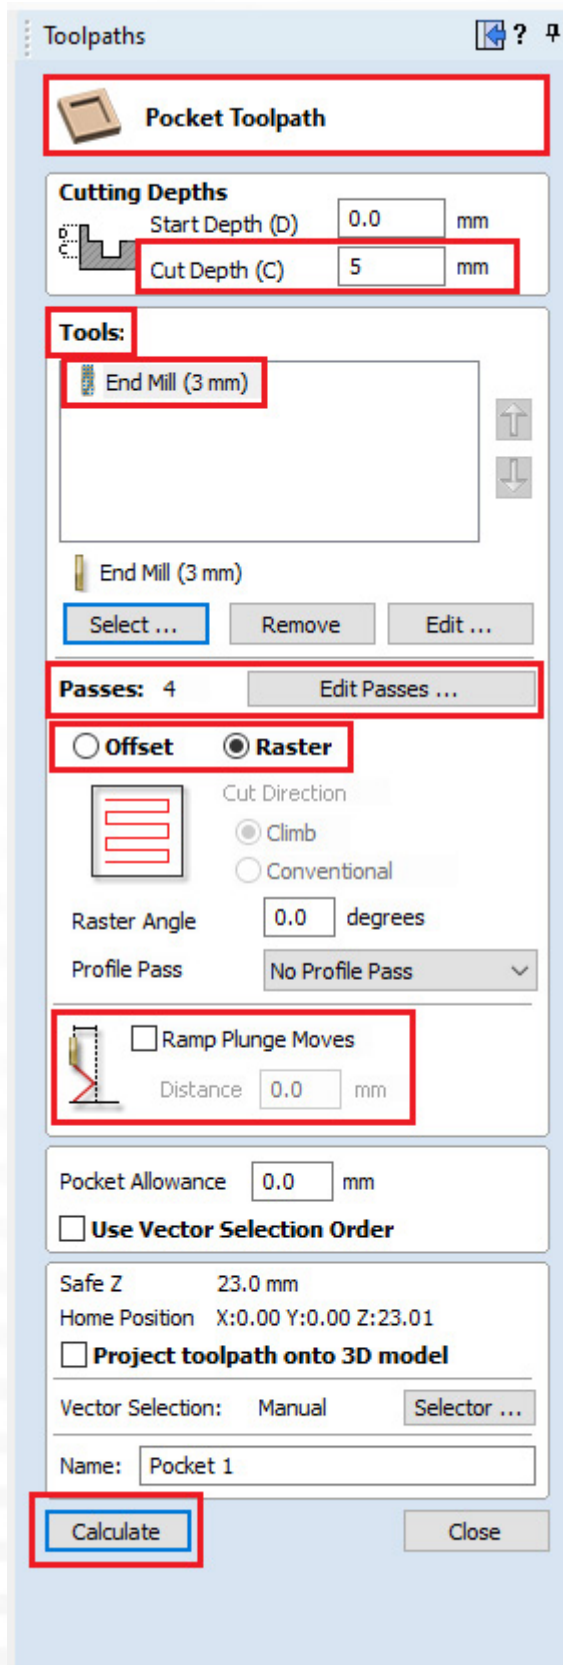 Toolpaths ?
Pocket Toolpath
Cutting Depths
D Start Depth (D) 0.0 mm
C Cut Depth (C) 5 mm
Tools:
End Mill (3 mm)
End Mill (3 mm)
Select ... Remove Edit ...
Passes: 4 Edit Passes ...
Offset Raster
Cut Direction
Climb
Conventional
Raster Angle 0.0 degrees
Profile Pass No Profile Pass
Ramp Plunge Moves
Distance 0.0 mm
Pocket Allowance 0.0 mm
Use Vector Selection Order
Safe Z 23.0 mm
Home Position X:0.00 Y:0.00 Z:23.01
Project toolpath onto 3D model
Vector Selection: Manual Selector ...
Name: Pocket 1
Calculate Close